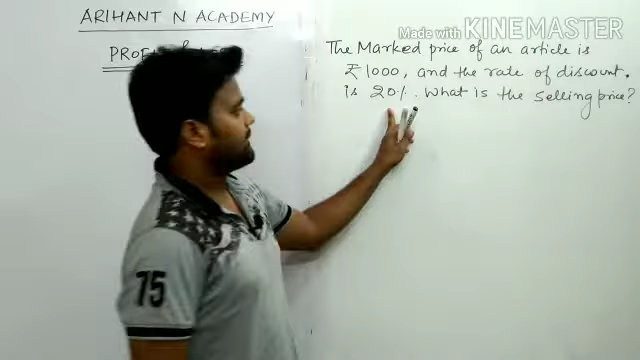 ARIHANT N ACADEMY
Made with KINEMASTER
The Marked price of an article is
₹1000, and the rate of discount.
is 20%. What is the selling price?
75